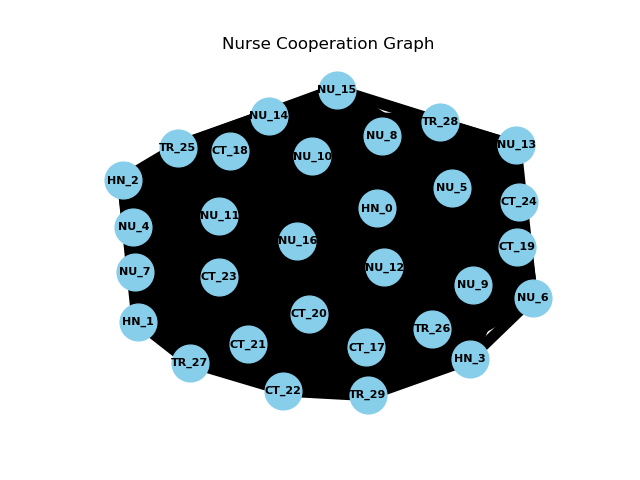 Nurse Cooperation Graph
NU_15
NU_14
TR_28
NU_8
NU_13
TR_25
CT_18
NU_10
HN_2
NU_5
CT_24
HN_0
NU_11
NU_4
NU_16
CT_19
NU_12
NU_7
CT_23
NU_9
NU_6
CT_20
HN_1
TR_26
CT_21
CT_17
HN_3
TR_27
CT_22
TR_29